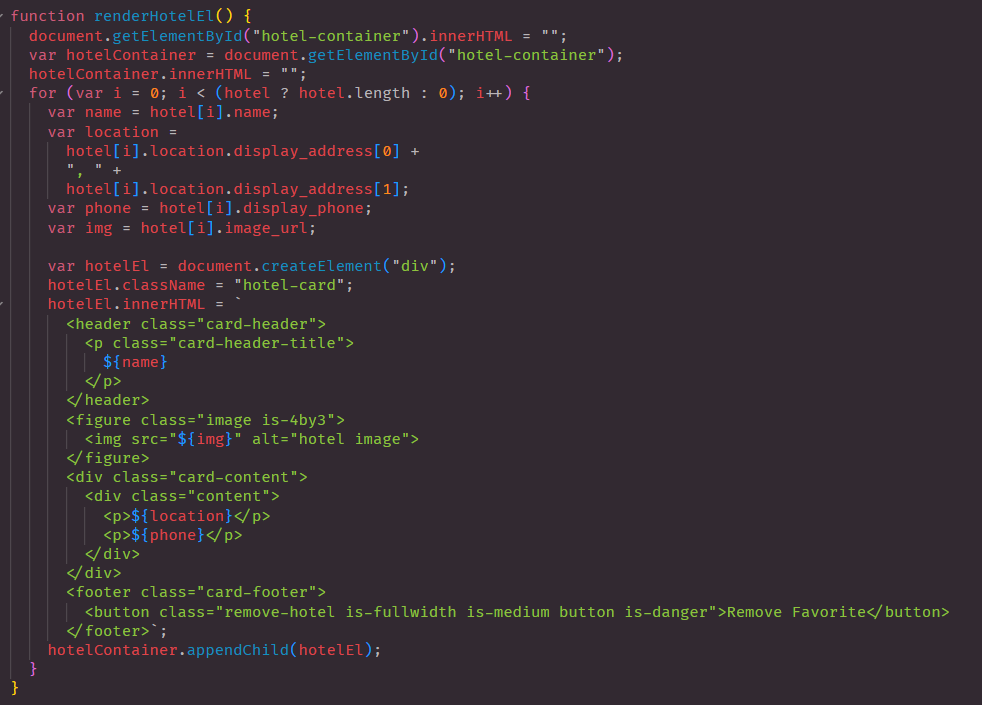 function renderHotelEl() {
  document.getElementById("hotel-container").innerHTML = "";
  var hotelContainer = document.getElementById("hotel-container");
  hotelContainer.innerHTML = "";
  for (var i = 0; i < (hotel ? hotel.length : 0); i++) {
    var name = hotel[i].name;
    var location =
      hotel[i].location.display_address[0] +
      ", " +
      hotel[i].location.display_address[1];
    var phone = hotel[i].display_phone;
    var img = hotel[i].image_url;

    var hotelEl = document.createElement("div");
    hotelEl.className = "hotel-card";
    hotelEl.innerHTML = `
      <header class="card-header">
        <p class="card-header-title">
          ${name}
        </p>
      </header>
      <figure class="image is-4by3">
        <img src="${img}" alt="hotel image">
      </figure>
      <div class="card-content">
        <div class="content">
          <p>${location}</p>
          <p>${phone}</p>
        </div>
      </div>
      <footer class="card-footer">
        <button class="remove-hotel is-fullwidth is-medium button is-danger">Remove Favorite</button>
      </footer>`;
    hotelContainer.appendChild(hotelEl);
  }
}